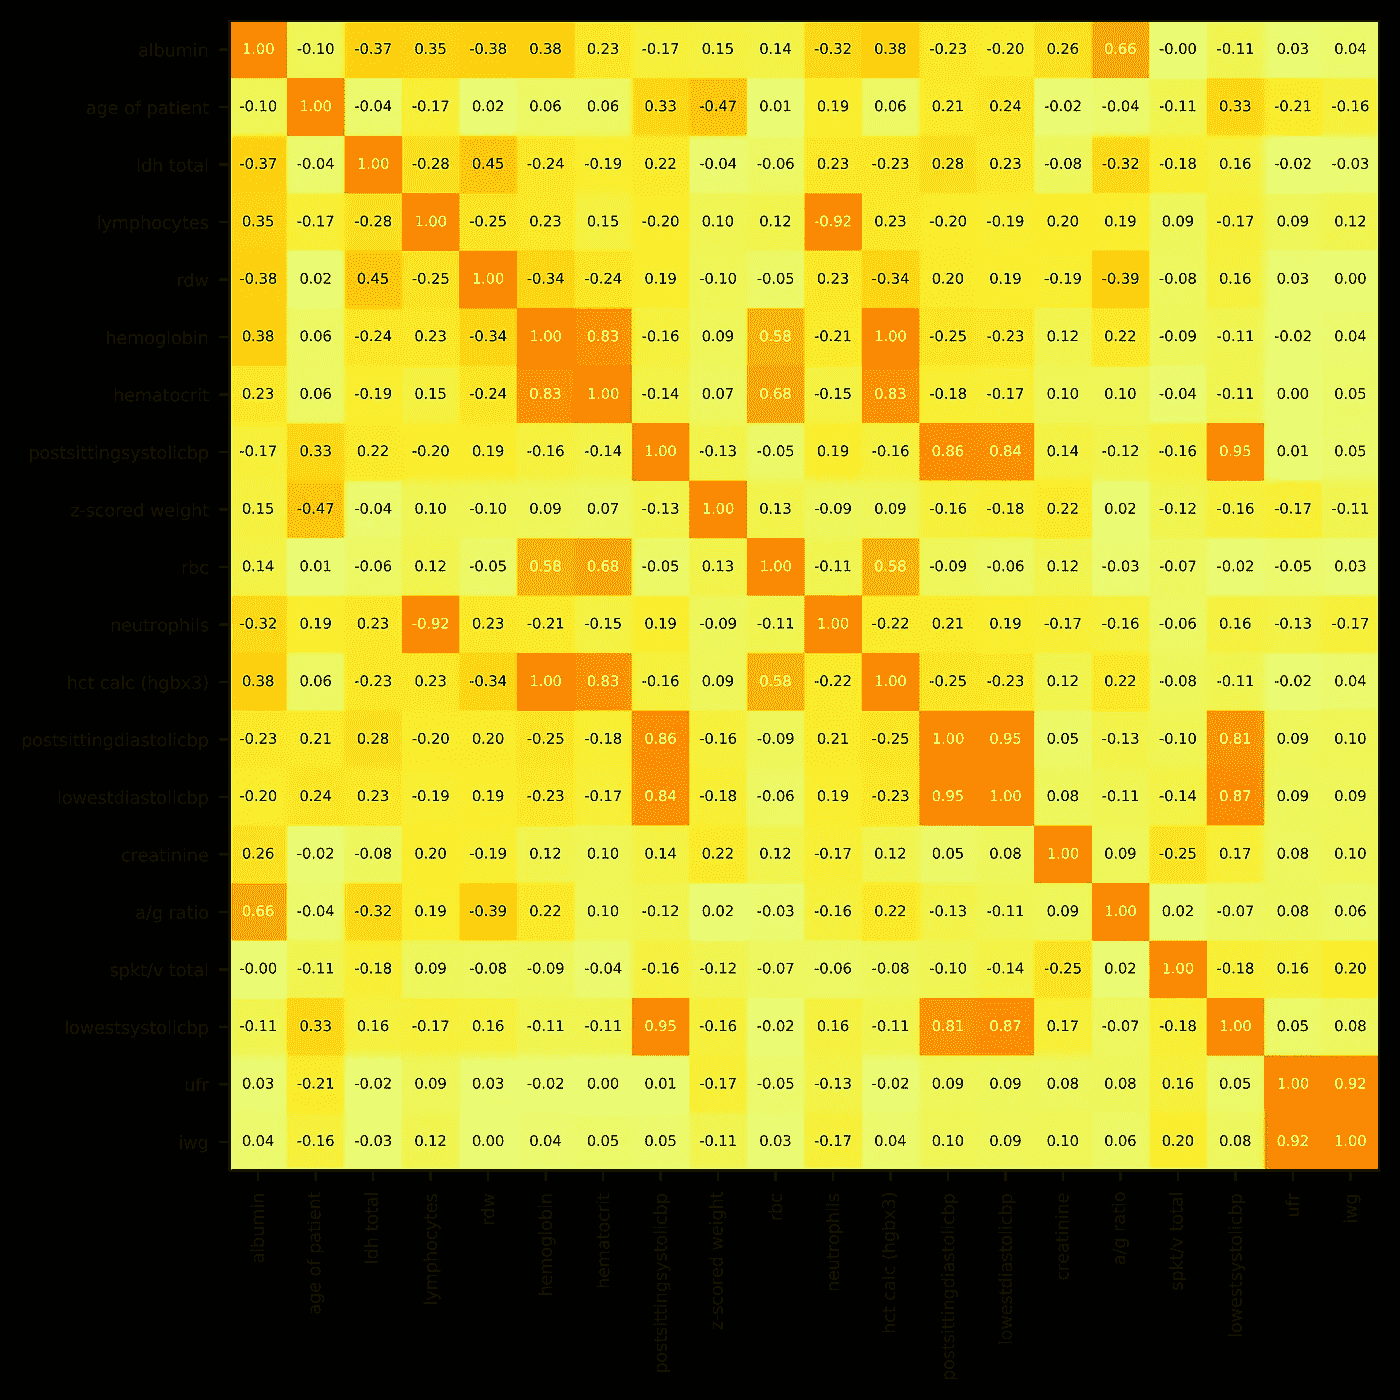 albumin 1.00 -0.10 -0.37 0.35 -0.38 0.38 0.23 -0.17 0.15 0.14 -0.32 0.38 -0.23 -0.20 0.26 0.66 -0.00 -0.11 0.03 0.04
age of patient -0.10 1.00 -0.04 -0.17 0.02 0.06 0.06 0.33 -0.47 0.01 0.19 0.06 0.21 0.24 -0.02 -0.04 -0.11 0.33 -0.21 -0.16
ldh total -0.37 -0.04 1.00 -0.28 0.45 -0.24 -0.19 0.22 -0.04 -0.06 0.23 -0.23 0.28 0.23 -0.08 -0.32 -0.18 0.16 -0.02 -0.03
lymphocytes 0.35 -0.17 -0.28 1.00 -0.25 0.23 0.15 -0.20 0.10 0.12 -0.92 0.23 -0.20 -0.19 0.20 0.19 0.09 -0.17 0.09 0.12
rdw -0.38 0.02 0.45 -0.25 1.00 -0.34 -0.24 0.19 -0.10 -0.05 0.23 -0.34 0.20 0.19 -0.19 -0.39 -0.08 0.16 0.03 0.00
hemoglobin 0.38 0.06 -0.24 0.23 -0.34 1.00 0.83 -0.16 0.09 0.58 -0.21 1.00 -0.25 -0.23 0.12 0.22 -0.09 -0.11 -0.02 0.04
hematocrit 0.23 0.06 -0.19 0.15 -0.24 0.83 1.00 -0.14 0.07 0.68 -0.15 0.83 -0.18 -0.17 0.10 0.10 -0.04 -0.11 0.00 0.05
postsittingsystolicbp -0.17 0.33 0.22 -0.20 0.19 -0.16 -0.14 1.00 -0.13 -0.05 0.19 -0.16 0.86 0.84 0.14 -0.12 -0.16 0.95 0.01 0.05
z-scored weight 0.15 -0.47 -0.04 0.10 -0.10 0.09 0.07 -0.13 1.00 0.13 -0.09 0.09 -0.16 -0.18 0.22 0.02 -0.12 -0.16 -0.17 -0.11
rbc 0.14 0.01 -0.06 0.12 -0.05 0.58 0.68 -0.05 0.13 1.00 -0.11 0.58 -0.09 -0.06 0.12 -0.03 -0.07 -0.02 -0.05 0.03
neutrophils -0.32 0.19 0.23 -0.92 0.23 -0.21 -0.15 0.19 -0.09 -0.11 1.00 -0.22 0.21 0.19 -0.17 -0.16 -0.06 0.16 -0.13 -0.17
hct calc (hgbx3) 0.38 0.06 -0.23 0.23 -0.34 1.00 0.83 -0.16 0.09 0.58 -0.22 1.00 -0.25 -0.23 0.12 0.22 -0.08 -0.11 -0.02 0.04
postsittingdiastolicbp -0.23 0.21 0.28 -0.20 0.20 -0.25 -0.18 0.86 -0.16 -0.09 0.21 -0.25 1.00 0.95 0.05 -0.13 -0.10 0.81 0.09 0.10
lowestdiastolicbp -0.20 0.24 0.23 -0.19 0.19 -0.23 -0.17 0.84 -0.18 -0.06 0.19 -0.23 0.95 1.00 0.08 -0.11 -0.14 0.87 0.09 0.09
creatinine 0.26 -0.02 -0.08 0.20 -0.19 0.12 0.10 0.14 0.22 0.12 -0.17 0.12 0.05 0.08 1.00 0.09 -0.25 0.17 0.08 0.10
a/g ratio 0.66 -0.04 -0.32 0.19 -0.39 0.22 0.10 -0.12 0.02 -0.03 -0.16 0.22 -0.13 -0.11 0.09 1.00 0.02 -0.07 0.08 0.06
spkt/v total -0.00 -0.11 -0.18 0.09 -0.08 -0.09 -0.04 -0.16 -0.12 -0.07 -0.06 -0.08 -0.10 -0.14 -0.25 0.02 1.00 -0.18 0.16 0.20
lowestsystolicbp -0.11 0.33 0.16 -0.17 0.16 -0.11 -0.11 0.95 -0.16 -0.02 0.16 -0.11 0.81 0.87 0.17 -0.07 -0.18 1.00 0.05 0.08
ufr 0.03 -0.21 -0.02 0.09 0.03 -0.02 0.00 0.01 -0.17 -0.05 -0.13 -0.02 0.09 0.09 0.08 0.08 0.16 0.05 1.00 0.92
iwg 0.04 -0.16 -0.03 0.12 0.00 0.04 0.05 0.05 -0.11 0.03 -0.17 0.04 0.10 0.09 0.10 0.06 0.20 0.08 0.92 1.00
albumin
age of patient
ldh total
lymphocytes
rdw
hemoglobin
hematocrit
postsittingsystolicbp
z-scored weight
rbc
neutrophils
hct calc (hgbx3)
postsittingdiastolicbp
lowestdiastolicbp
creatinine
a/g ratio
spkt/v total
lowestsystolicbp
ufr
iwg